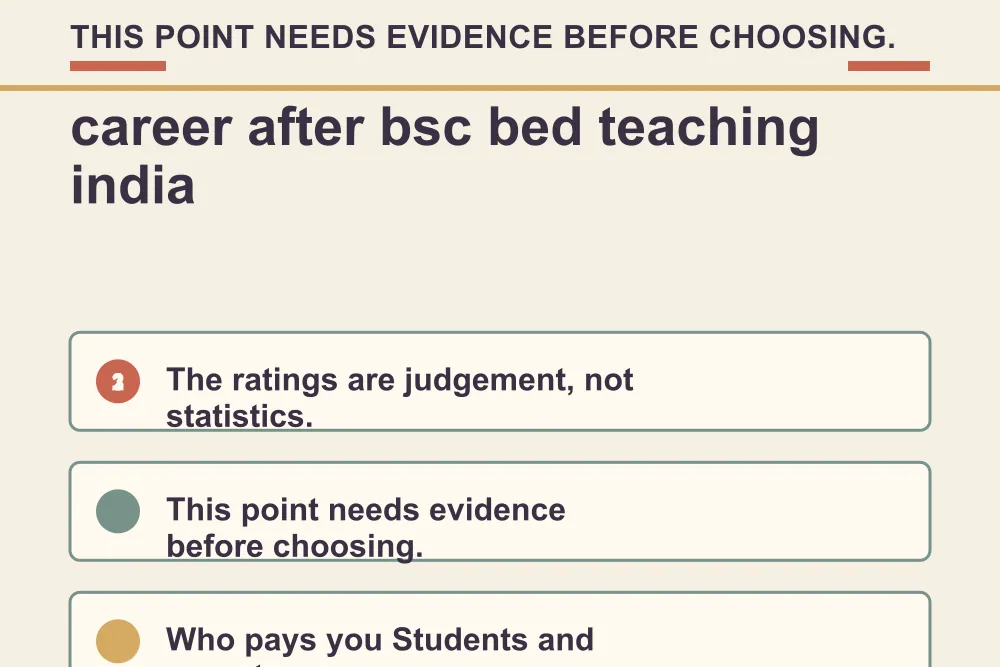 THIS POINT NEEDS EVIDENCE BEFORE CHOOSING.
career after bsc bed teaching
india
The ratings are judgement, not
statistics.
This point needs evidence
before choosing.
Who pays you Students and